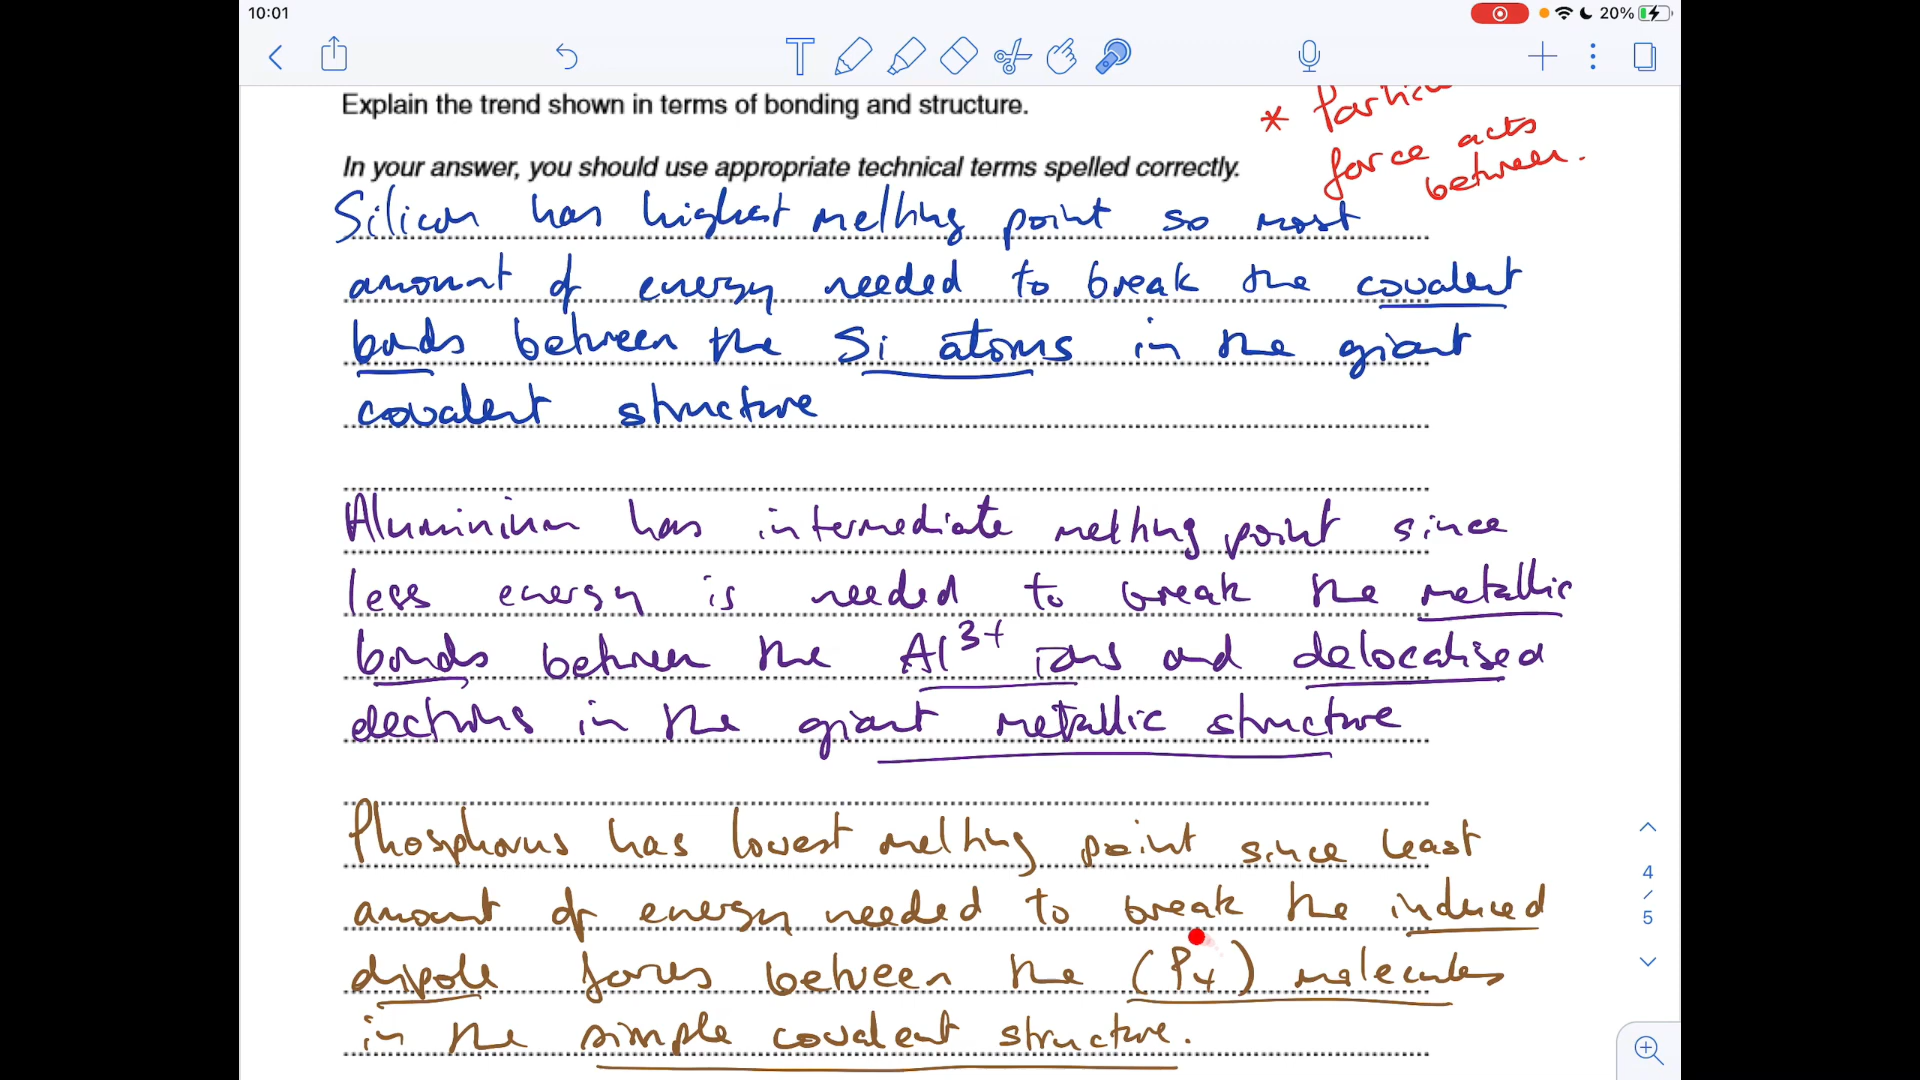 10:01
20%
Explain the trend shown in terms of bonding and structure.
* 
force acts
between.
In your answer, you should use appropriate technical terms spelled correctly.
Silicon has highest melting point so most
amount of energy needed to break the covalent
bonds between the Si atoms in the giant
covalent structure
Aluminium has intermediate melting point since
less energy is needed to break the metallic
bonds between the Al³⁺ ions and delocalised
electrons in the giant metallic structure
Phosphorus has lowest melting point since least
amount of energy needed to break the induced
dipole forces between the (P₄) molecules
in the simple covalent structure.
4
/
5